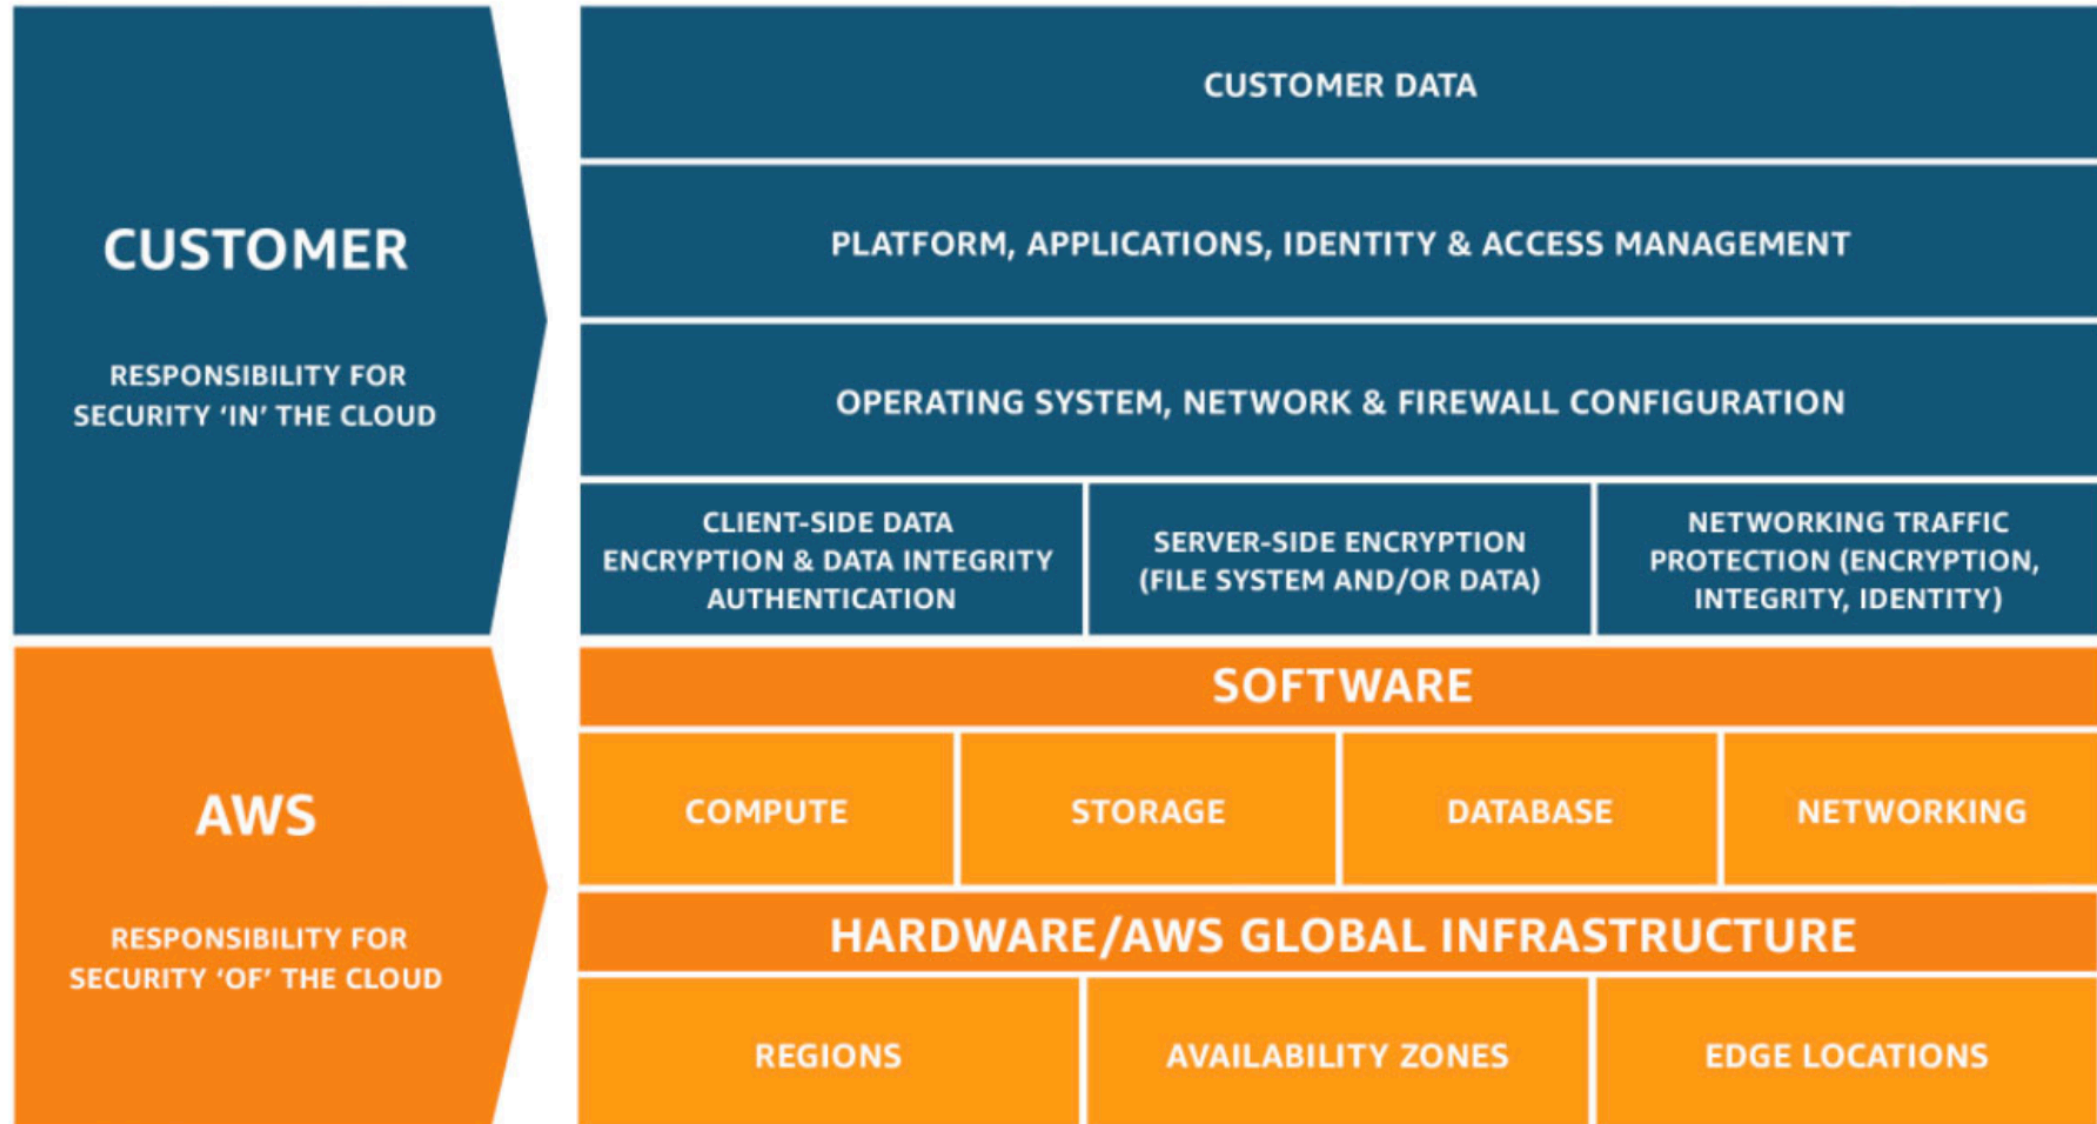 CUSTOMER
RESPONSIBILITY FOR
SECURITY ‘IN’ THE CLOUD
CUSTOMER DATA
PLATFORM, APPLICATIONS, IDENTITY & ACCESS MANAGEMENT
OPERATING SYSTEM, NETWORK & FIREWALL CONFIGURATION
CLIENT-SIDE DATA
ENCRYPTION & DATA INTEGRITY
AUTHENTICATION
SERVER-SIDE ENCRYPTION
(FILE SYSTEM AND/OR DATA)
NETWORKING TRAFFIC
PROTECTION (ENCRYPTION,
INTEGRITY, IDENTITY)
AWS
RESPONSIBILITY FOR
SECURITY ‘OF’ THE CLOUD
SOFTWARE
COMPUTE
STORAGE
DATABASE
NETWORKING
HARDWARE/AWS GLOBAL INFRASTRUCTURE
REGIONS
AVAILABILITY ZONES
EDGE LOCATIONS